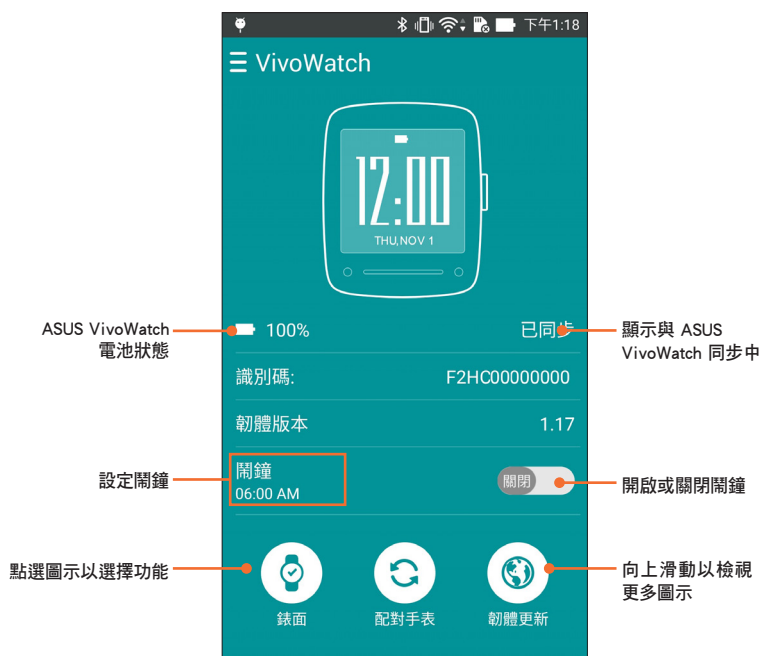 下午1:18
VivoWatch
12:00
THU,NOV 1
ASUS VivoWatch
電池狀態
100%
已同步
顯示與 ASUS
VivoWatch 同步中
識別碼:
F2HC00000000
韌體版本
1.17
設定鬧鐘
鬧鐘
06:00 AM
關閉
開啟或關閉鬧鐘
點選圖示以選擇功能
向上滑動以檢視
更多圖示
錶面
配對手表
韌體更新